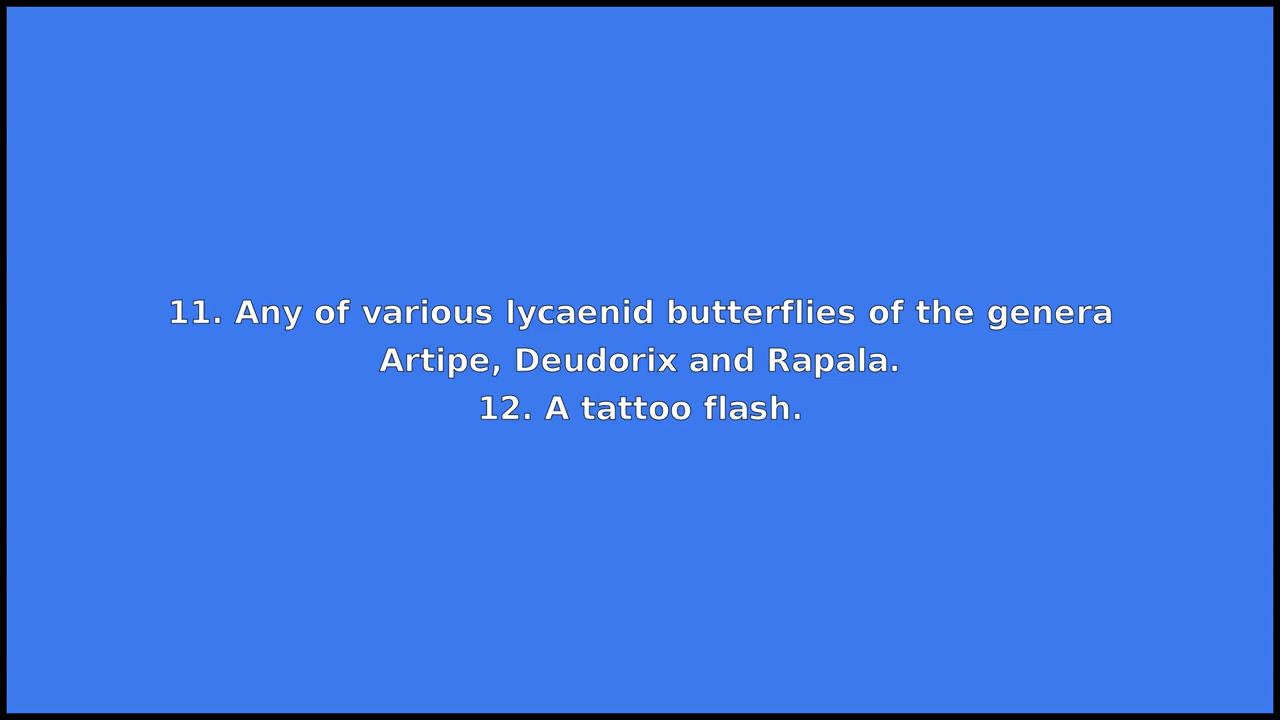 11. Any of various lycaenid butterflies of the genera
Artipe, Deudorix and Rapala.
12. A tattoo flash.